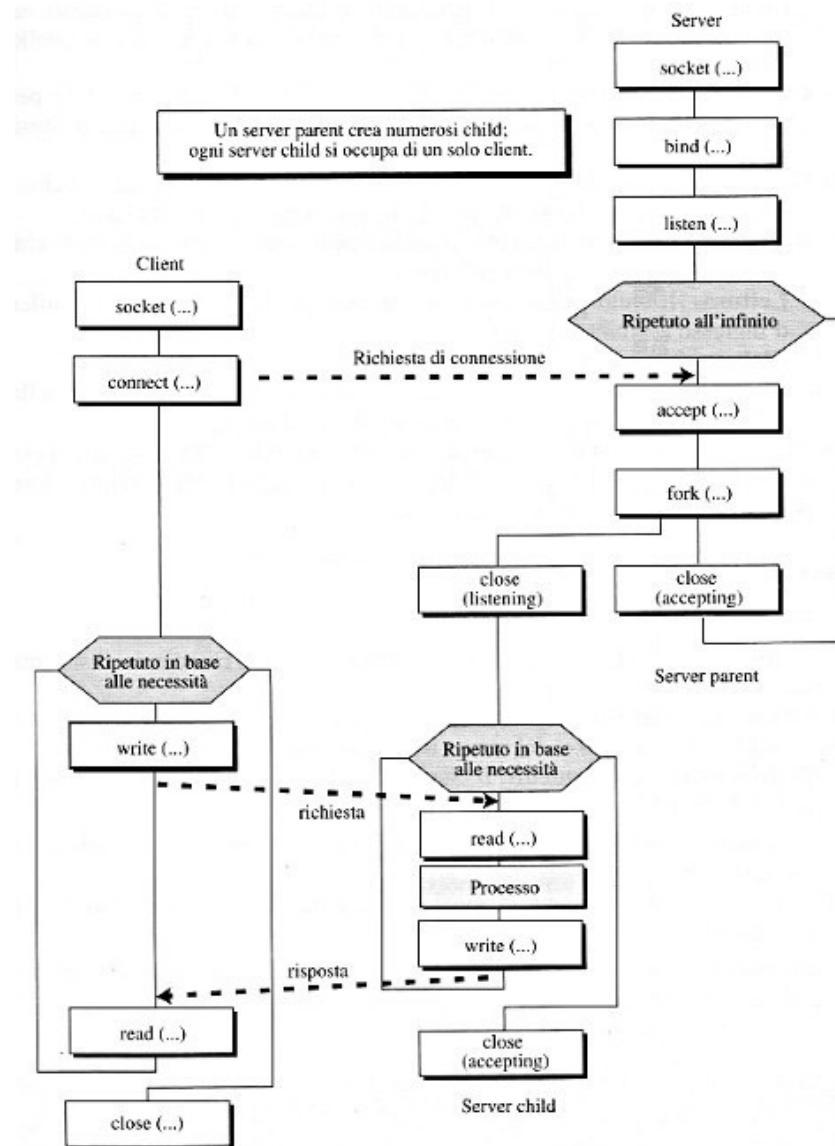 Server
socket (...)
Un server parent crea numerosi child;
ogni server child si occupa di un solo client.
bind (...)
listen (...)
Client
socket (...)
Ripetuto all'infinito
Richiesta di connessione
connect (...)
accept (...)
fork (...)
close
(listening)
close
(accepting)
Server parent
Ripetuto in base
alle necessità
write (...)
Ripetuto in base
alle necessità
richiesta
read (...)
Processo
write (...)
risposta
read (...)
close
(accepting)
close (...)
Server child